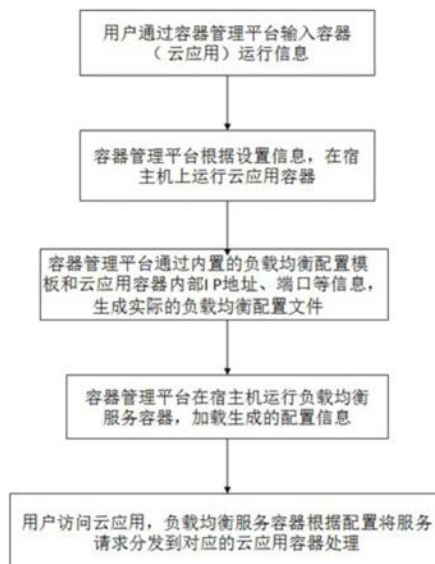 用户通过容器管理平台输入容器
（云应用）运行信息
容器管理平台根据设置信息，在宿
主机上运行云应用容器
容器管理平台通过内置的负载均衡配置模
板和云应用容器内部IP地址、端口等信息，
生成实际的负载均衡配置文件
容器管理平台在宿主机运行负载均衡
服务容器，加载生成的配置信息
用户访问云应用，负载均衡服务容器根据配置将服务
请求分发到对应的云应用容器处理